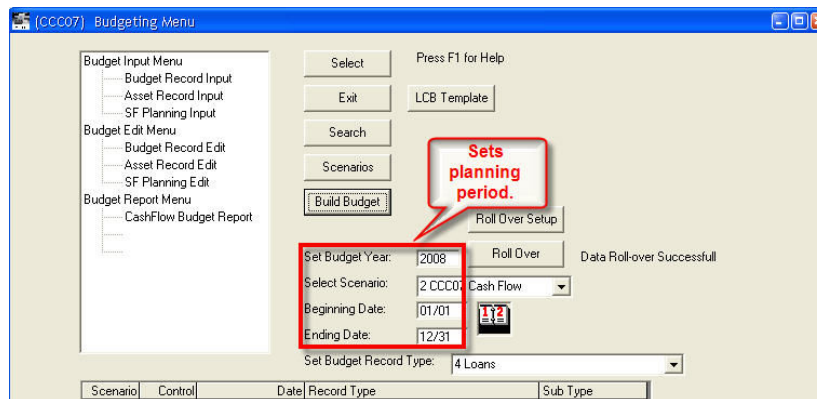 (CCC07) Budgeting Menu
Budget Input Menu
Budget Record Input
Asset Record Input
SF Planning Input
Budget Edit Menu
Budget Record Edit
Asset Record Edit
SF Planning Edit
Budget Report Menu
CashFlow Budget Report
Select
Press F1 for Help
Exit
LCB Template
Search
Scenarios
Build Budget
Sets
planning
period.
Roll Over Setup
Set Budget Year: 2008
Roll Over
Data Roll-over Successfull
Select Scenario: 2 CCC07 Cash Flow
Beginning Date: 01/01
Ending Date: 12/31
Set Budget Record Type: 4 Loans
Scenario Control Date Record Type Sub Type